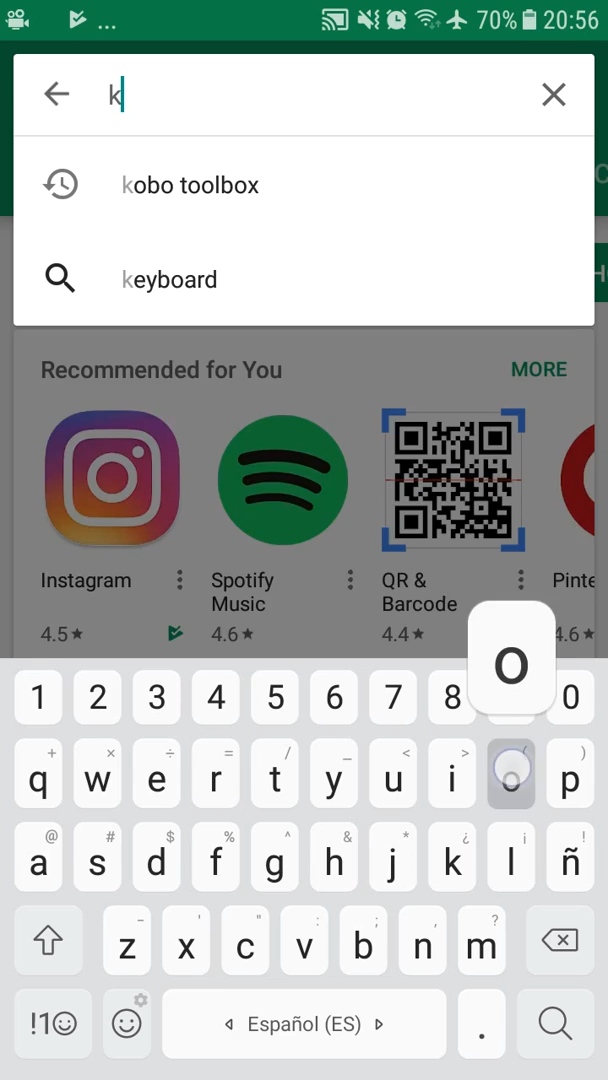 ... 70% 20:56
k
kobo toolbox
keyboard
Recommended for You MORE
Instagram
Spotify Music
QR & Barcode
Pinte
4.5★ 4.6★ 4.4★ 4.6★
o
1 2 3 4 5 6 7 8 0
+ × ÷ = / _ < > ( )
q w e r t y u i o p
@ # $ % ^ & * ¿ ¡ !
a s d f g h j k l ñ
- ' " : ; , ?
z x c v b n m
!1☺ Español (ES) .